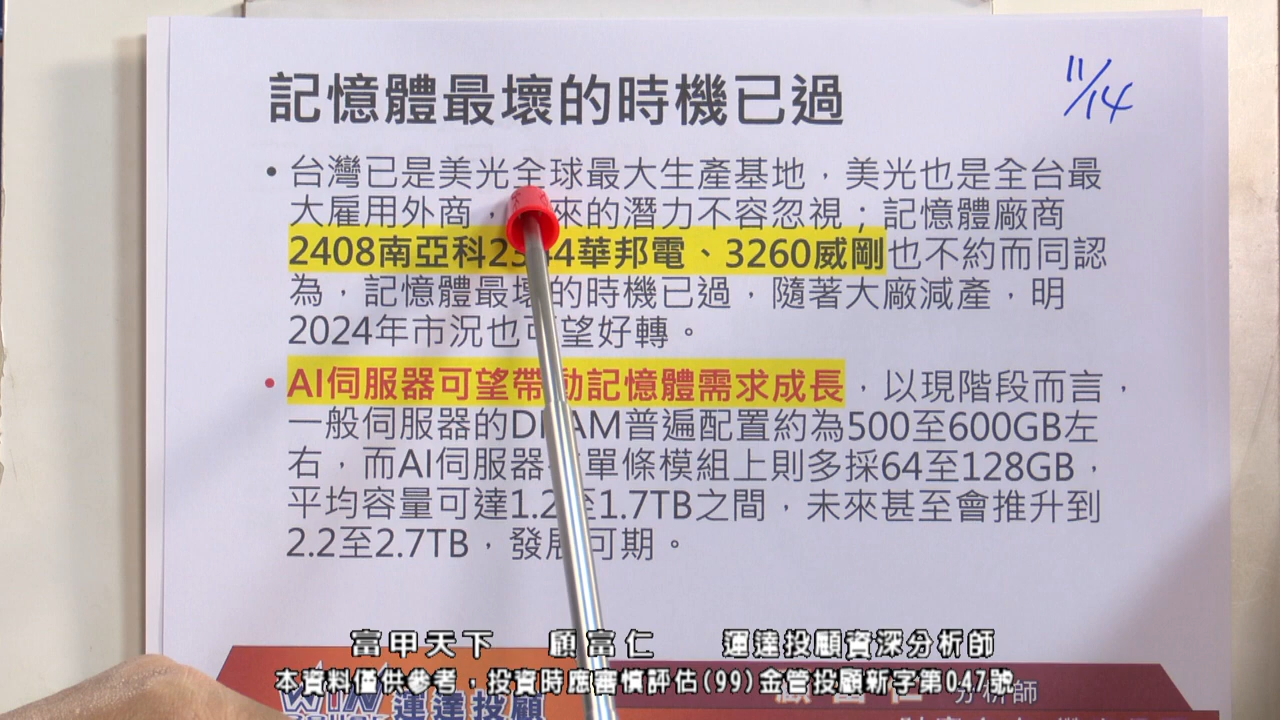 記憶體最壞的時機已過
11/14
• 台灣已是美光全球最大生產基地，美光也是全台最
大雇用外商，來的潛力不容忽視；記憶體廠商
2408南亞科24華邦電、3260威剛也不約而同認
為，記憶體最壞的時機已過，隨著大廠減產，明
2024年市況也可望好轉。
• AI伺服器可望帶動記憶體需求成長，以現階段而言，
一般伺服器的DRAM普遍配置約為500至600GB左
右，而AI伺服器單條模組上則多採64至128GB，
平均容量可達1.2至1.7TB之間，未來甚至會推升到
2.2至2.7TB，發展可期。
富甲天下 顧富仁 運達投顧資深分析師
本資料僅供參考，投資時應審慎評估(99)金管投顧新字第047號
WIN 運達投顧 分析師